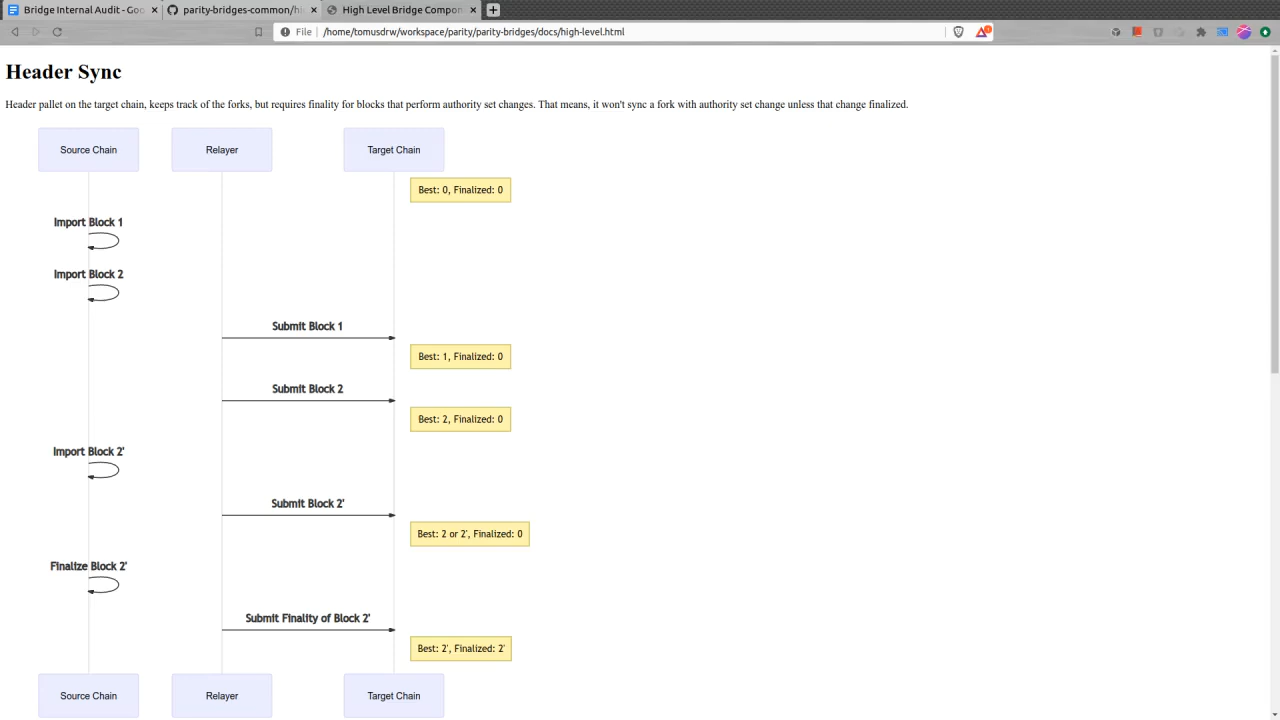 Bridge Internal Audit - Goo
parity-bridges-common/hi
High Level Bridge Compon
File
/home/tomusdrw/workspace/parity/parity-bridges/docs/high-level.html
Header Sync
Header pallet on the target chain, keeps track of the forks, but requires finality for blocks that perform authority set changes. That means, it won't sync a fork with authority set change unless that change finalized.
Source Chain
Relayer
Target Chain
Best: 0, Finalized: 0
Import Block 1
Import Block 2
Submit Block 1
Best: 1, Finalized: 0
Submit Block 2
Best: 2, Finalized: 0
Import Block 2'
Submit Block 2'
Best: 2 or 2', Finalized: 0
Finalize Block 2'
Submit Finality of Block 2'
Best: 2', Finalized: 2'
Source Chain
Relayer
Target Chain